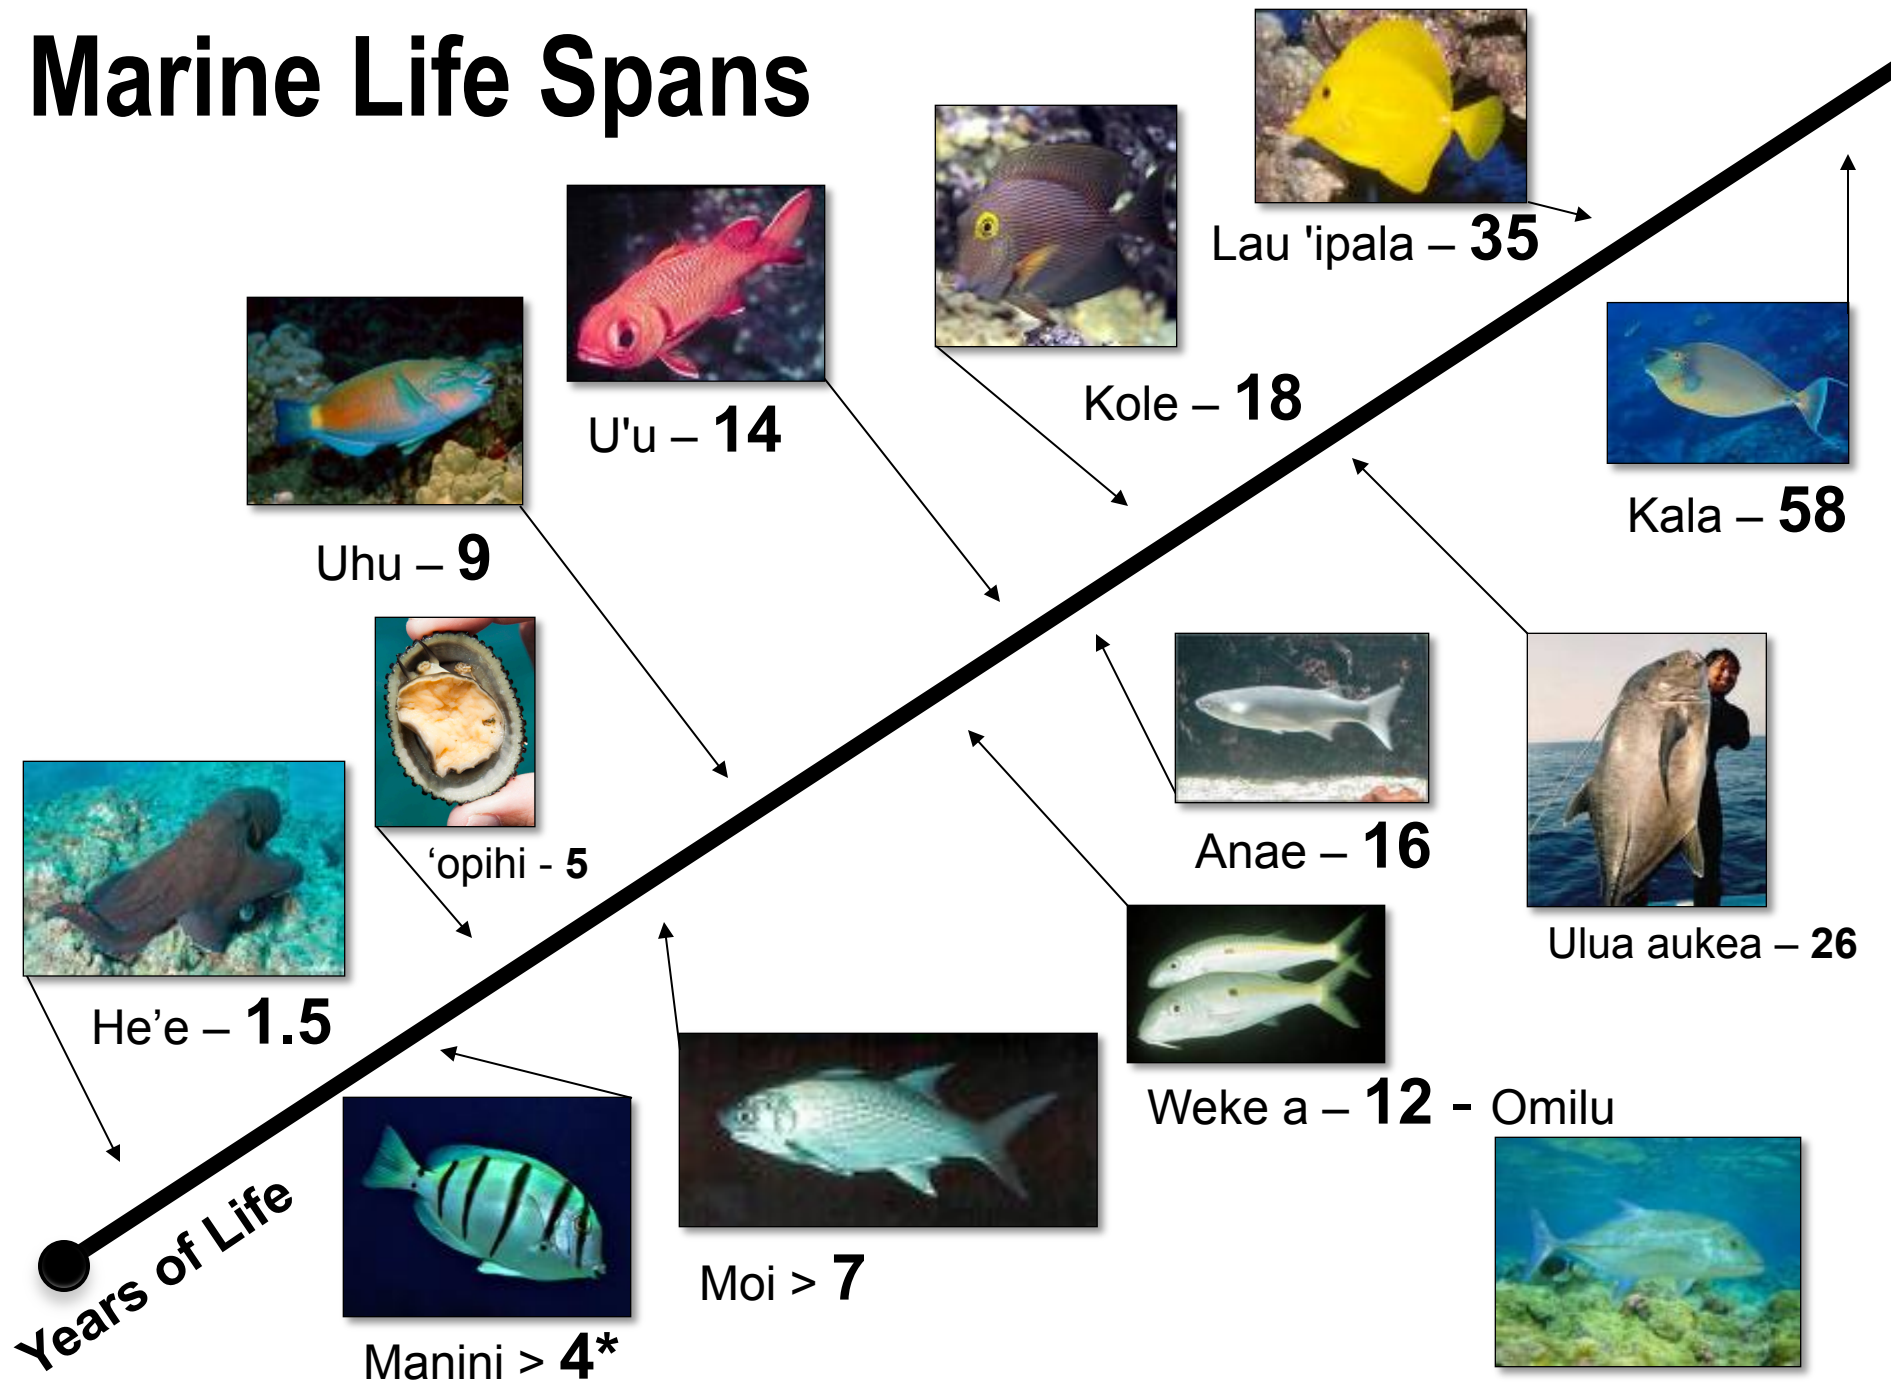 Marine Life Spans
Lau 'ipala – 35
Kole – 18
U'u – 14
Kala – 58
Uhu – 9
Anae – 16
‘opihi - 5
Ulua aukea – 26
He’e – 1.5
Weke a – 12 - Omilu
Years of Life
Moi > 7
Manini > 4*